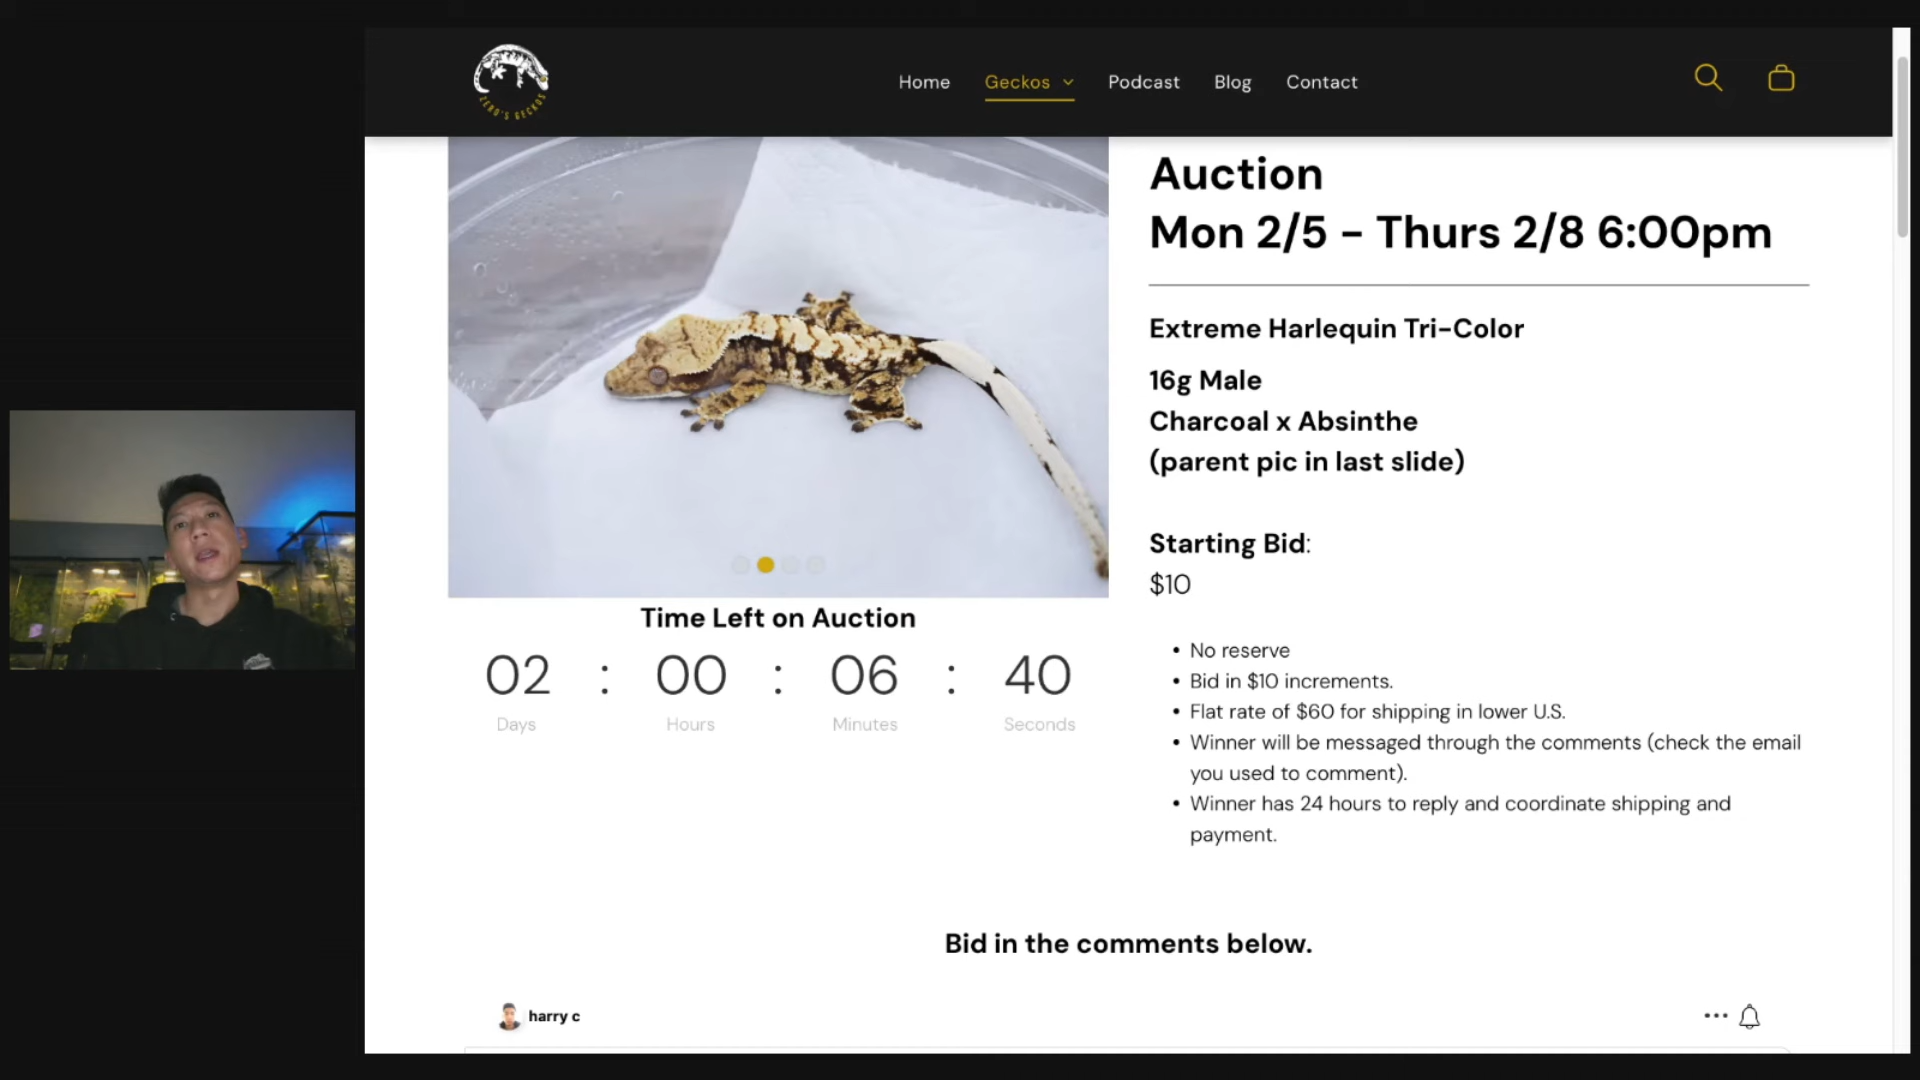 ZERO'S GECKOS
Home Geckos Podcast Blog Contact
Auction
Mon 2/5 - Thurs 2/8 6:00pm
Extreme Harlequin Tri-Color
16g Male
Charcoal x Absinthe
(parent pic in last slide)
Starting Bid:
$10
• No reserve
• Bid in $10 increments.
• Flat rate of $60 for shipping in lower U.S.
• Winner will be messaged through the comments (check the email
you used to comment).
• Winner has 24 hours to reply and coordinate shipping and
payment.
Time Left on Auction
02 : 00 : 06 : 40
Days Hours Minutes Seconds
Bid in the comments below.
harry c